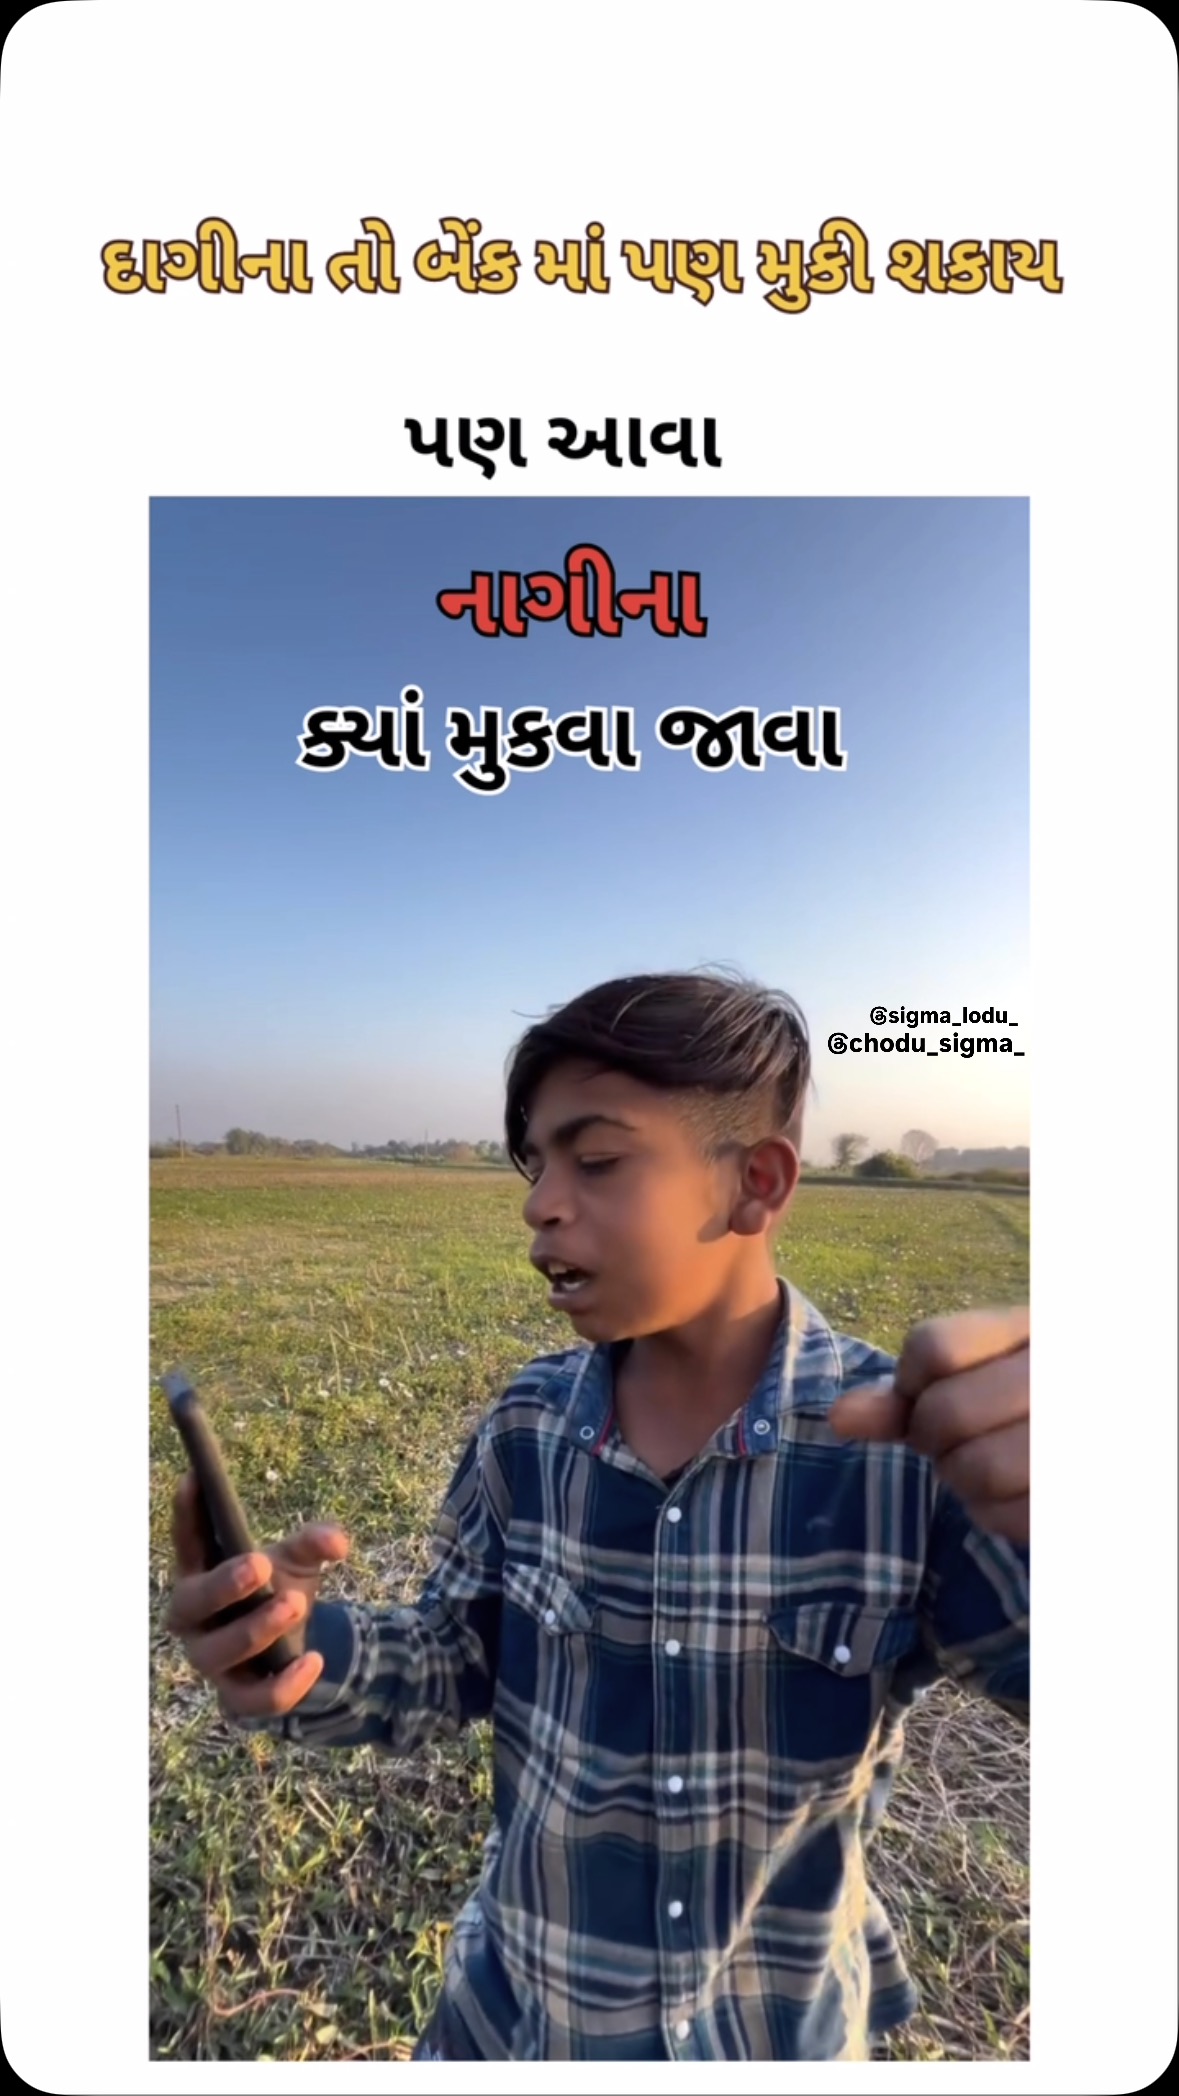 દાગીના તો બેંક માં પણ મુકી શકાય
પણ આવા
નાગીના
ક્યાં મુકવા જાવા
@sigma_lodu_
@chodu_sigma_